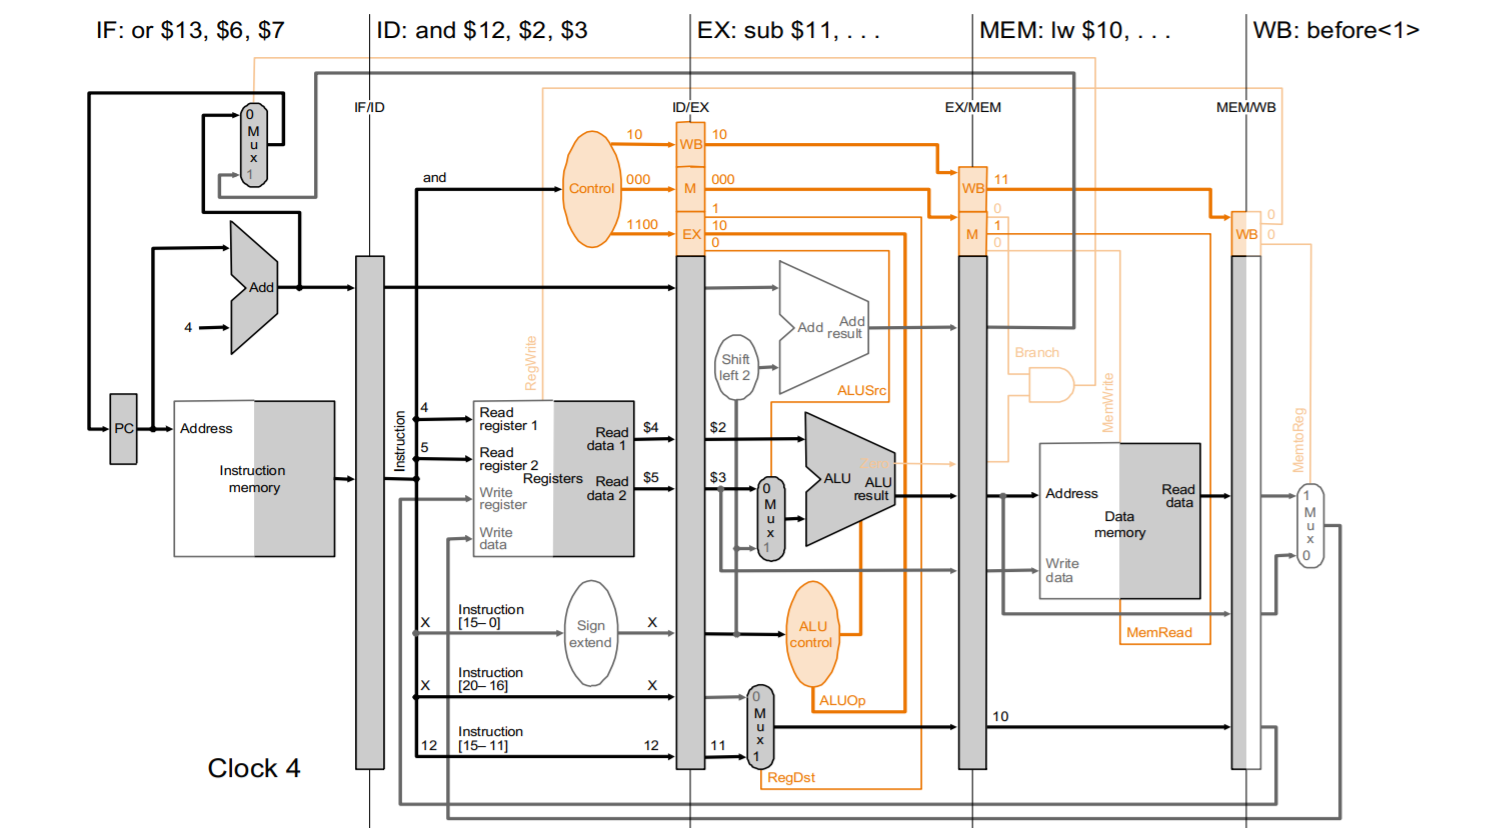 IF: or $13, $6, $7
ID: and $12, $2, $3
EX: sub $11, . . .
MEM: lw $10, . . .
WB: before<1>
IF/ID
ID/EX
EX/MEM
MEM/WB
0
M
u
x
1
and
Control
10
000
1100
WB
M
EX
10
000
1
10
0
WB
M
11
0
1
0
WB
0
0
Add
4
RegWrite
Shift
left 2
Add
Add
result
ALUSrc
Branch
MemWrite
MemtoReg
PC
Address
Instruction
memory
Instruction
4
5
Read
register 1
Read
register 2
Write
register
Write
data
Registers
Read
data 1
Read
data 2
$4
$5
$2
$3
0
M
u
x
1
ALU
ALU
result
Address
Write
data
Data
memory
Read
data
MemRead
1
M
u
x
0
X
Instruction
[15–0]
Sign
extend
X
ALU
control
ALUOp
X
Instruction
[20–16]
X
12
Instruction
[15–11]
12
11
0
M
u
x
1
RegDst
10
Clock 4